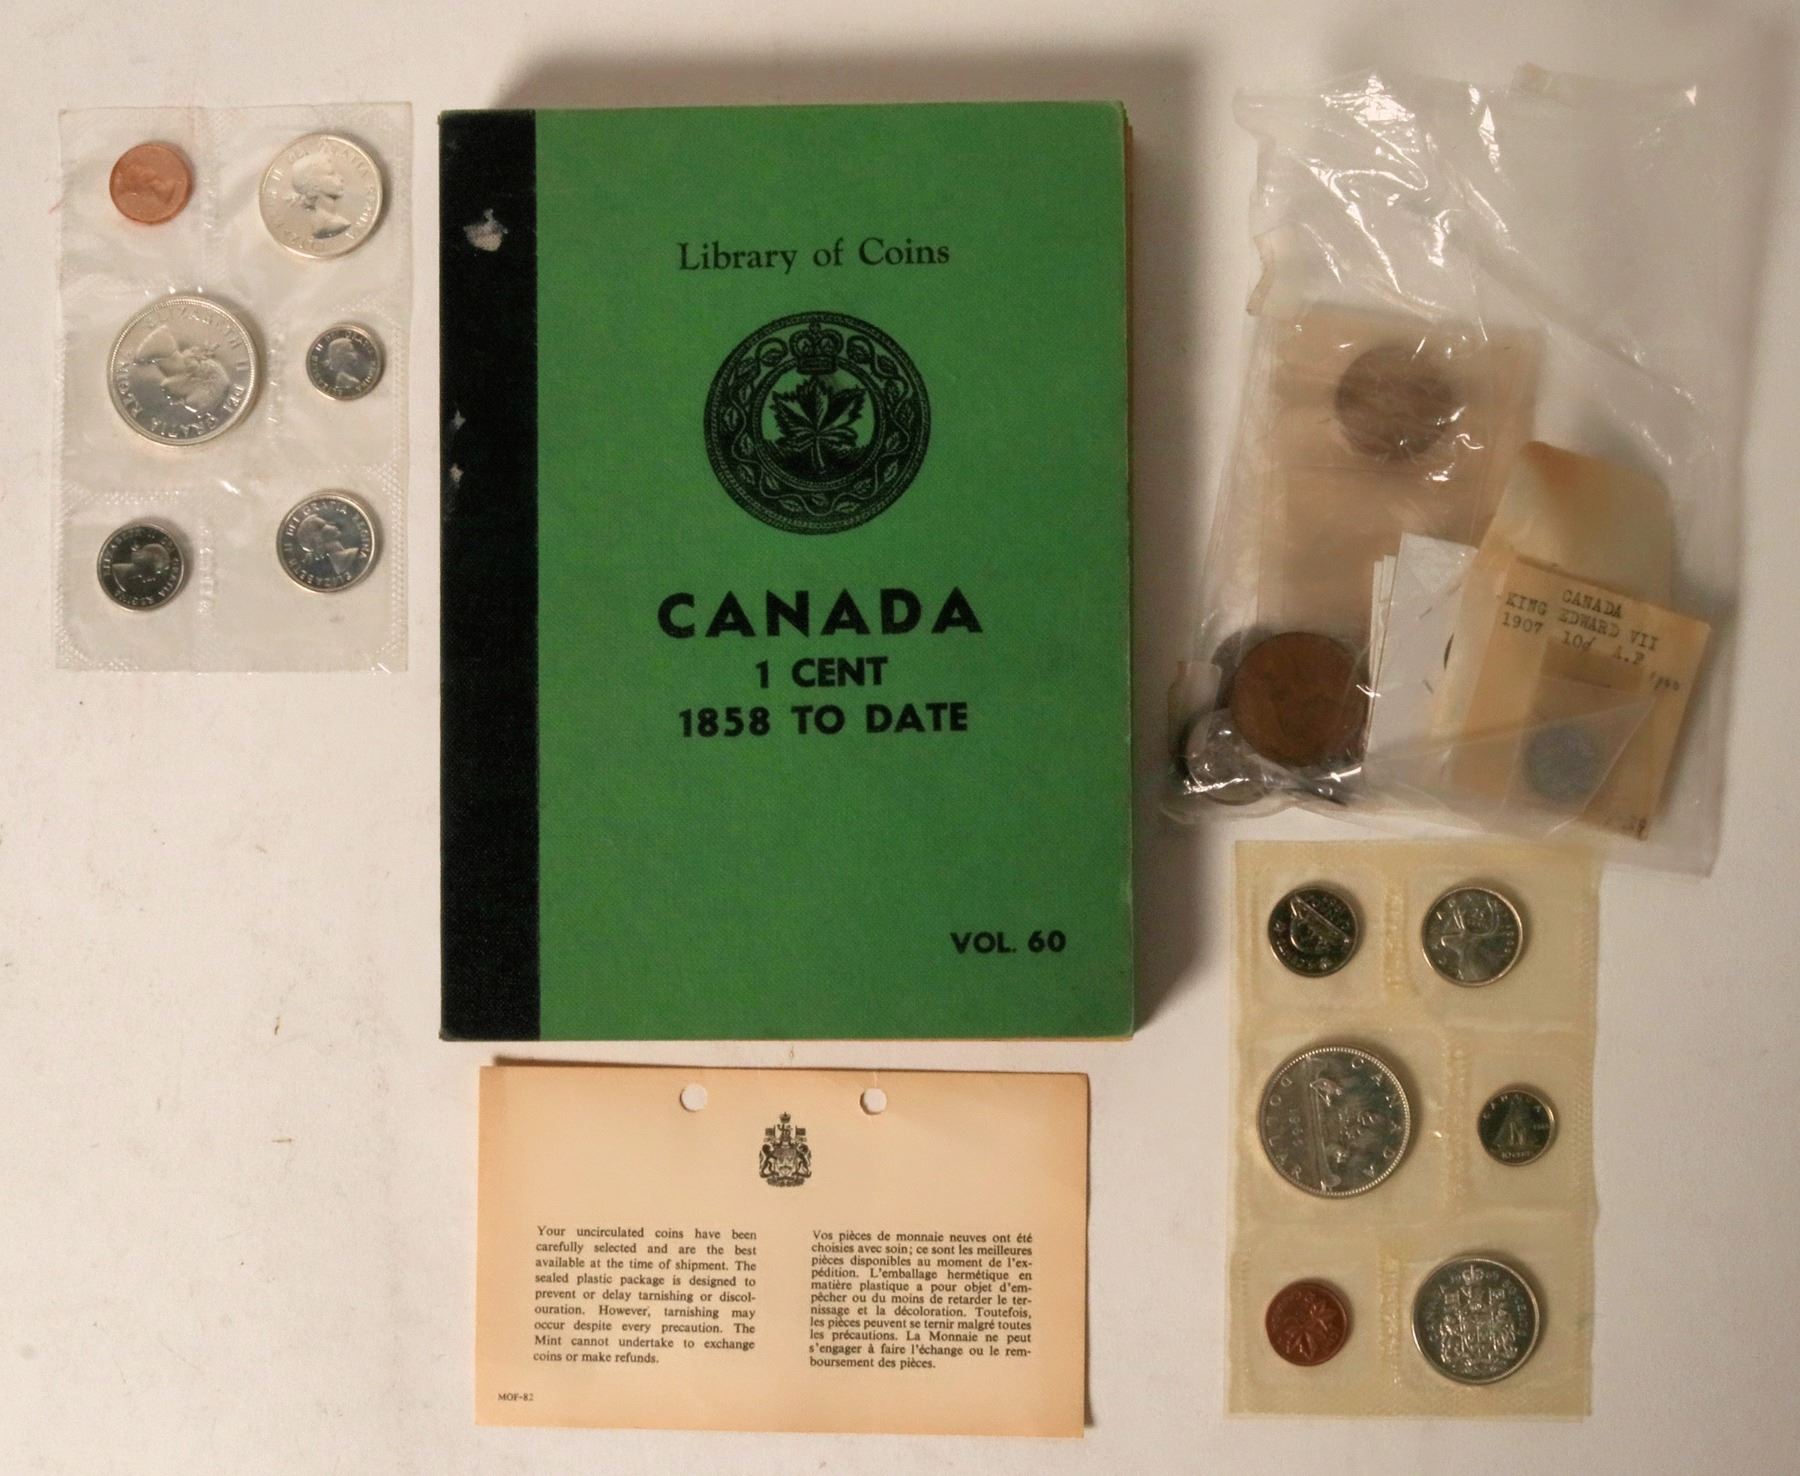 Library of Coins
CANADA
1 CENT
1858 TO DATE
VOL. 60
CANADA
KING EDWARD VII
1907 10¢
Your uncirculated coins have been
carefully selected and are the best
available at the time of shipment. The
sealed plastic package is designed to
prevent or delay tarnishing or discol-
ouration. However, tarnishing may
occur despite every precaution. The
Mint cannot undertake to exchange
coins or make refunds.
MOF-82
Vos pièces de monnaie neuves ont été
choisies avec soin; ce sont les meilleures
pièces disponibles au moment de l'ex-
pédition. L'emballage hermétique en
matière plastique a pour objet d'em-
pêcher ou du moins de retarder le ter-
nissage et la décoloration. Toutefois,
les pièces peuvent se ternir malgré toutes
les précautions. La Monnaie ne peut
s'engager à faire l'échange ou le rem-
boursement des pièces.
ELIZABETH II DEI GRATIA REGINA
CANADA
DOLLAR
CANADA